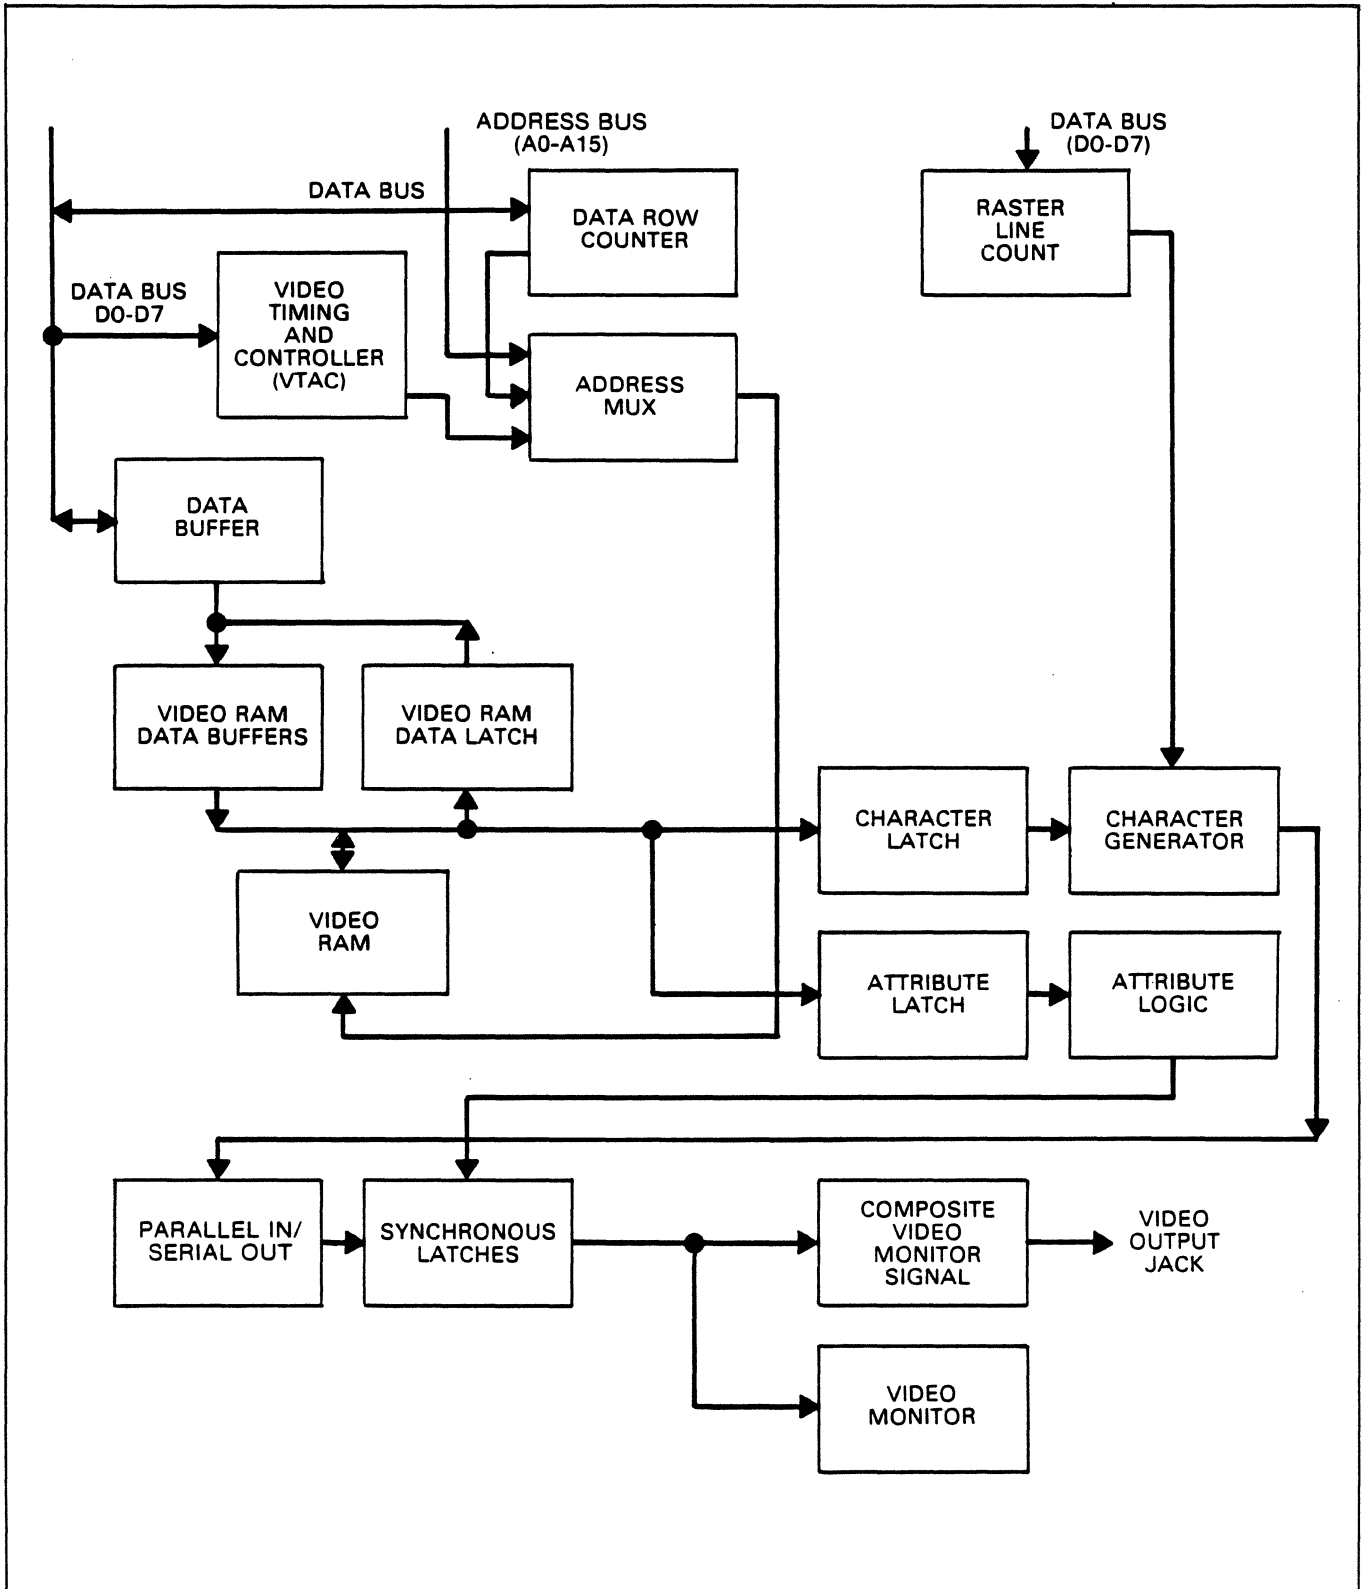 ADDRESS BUS
(A0-A15)
DATA BUS
(D0-D7)
DATA BUS
DATA ROW
COUNTER
RASTER
LINE
COUNT
DATA BUS
D0-D7
VIDEO
TIMING
AND
CONTROLLER
(VTAC)
ADDRESS
MUX
DATA
BUFFER
VIDEO RAM
DATA BUFFERS
VIDEO RAM
DATA LATCH
CHARACTER
LATCH
CHARACTER
GENERATOR
VIDEO
RAM
ATTRIBUTE
LATCH
ATTRIBUTE
LOGIC
PARALLEL IN/
SERIAL OUT
SYNCHRONOUS
LATCHES
COMPOSITE
VIDEO
MONITOR
SIGNAL
VIDEO
OUTPUT
JACK
VIDEO
MONITOR